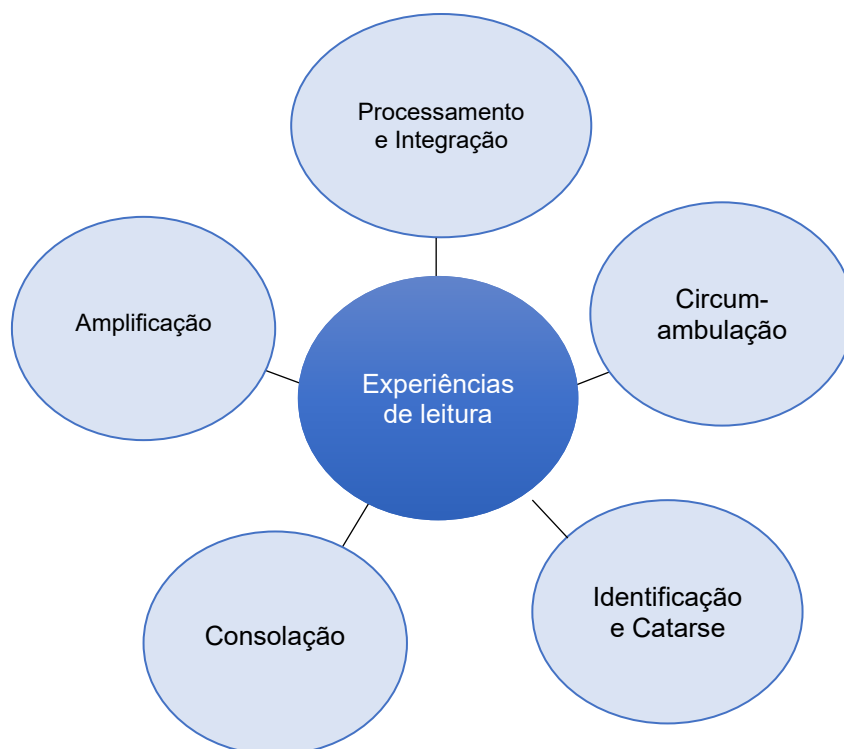 Processamento
e Integração
Circum-
ambulação
Amplificação
Experiências
de leitura
Identificação
e Catarse
Consolação